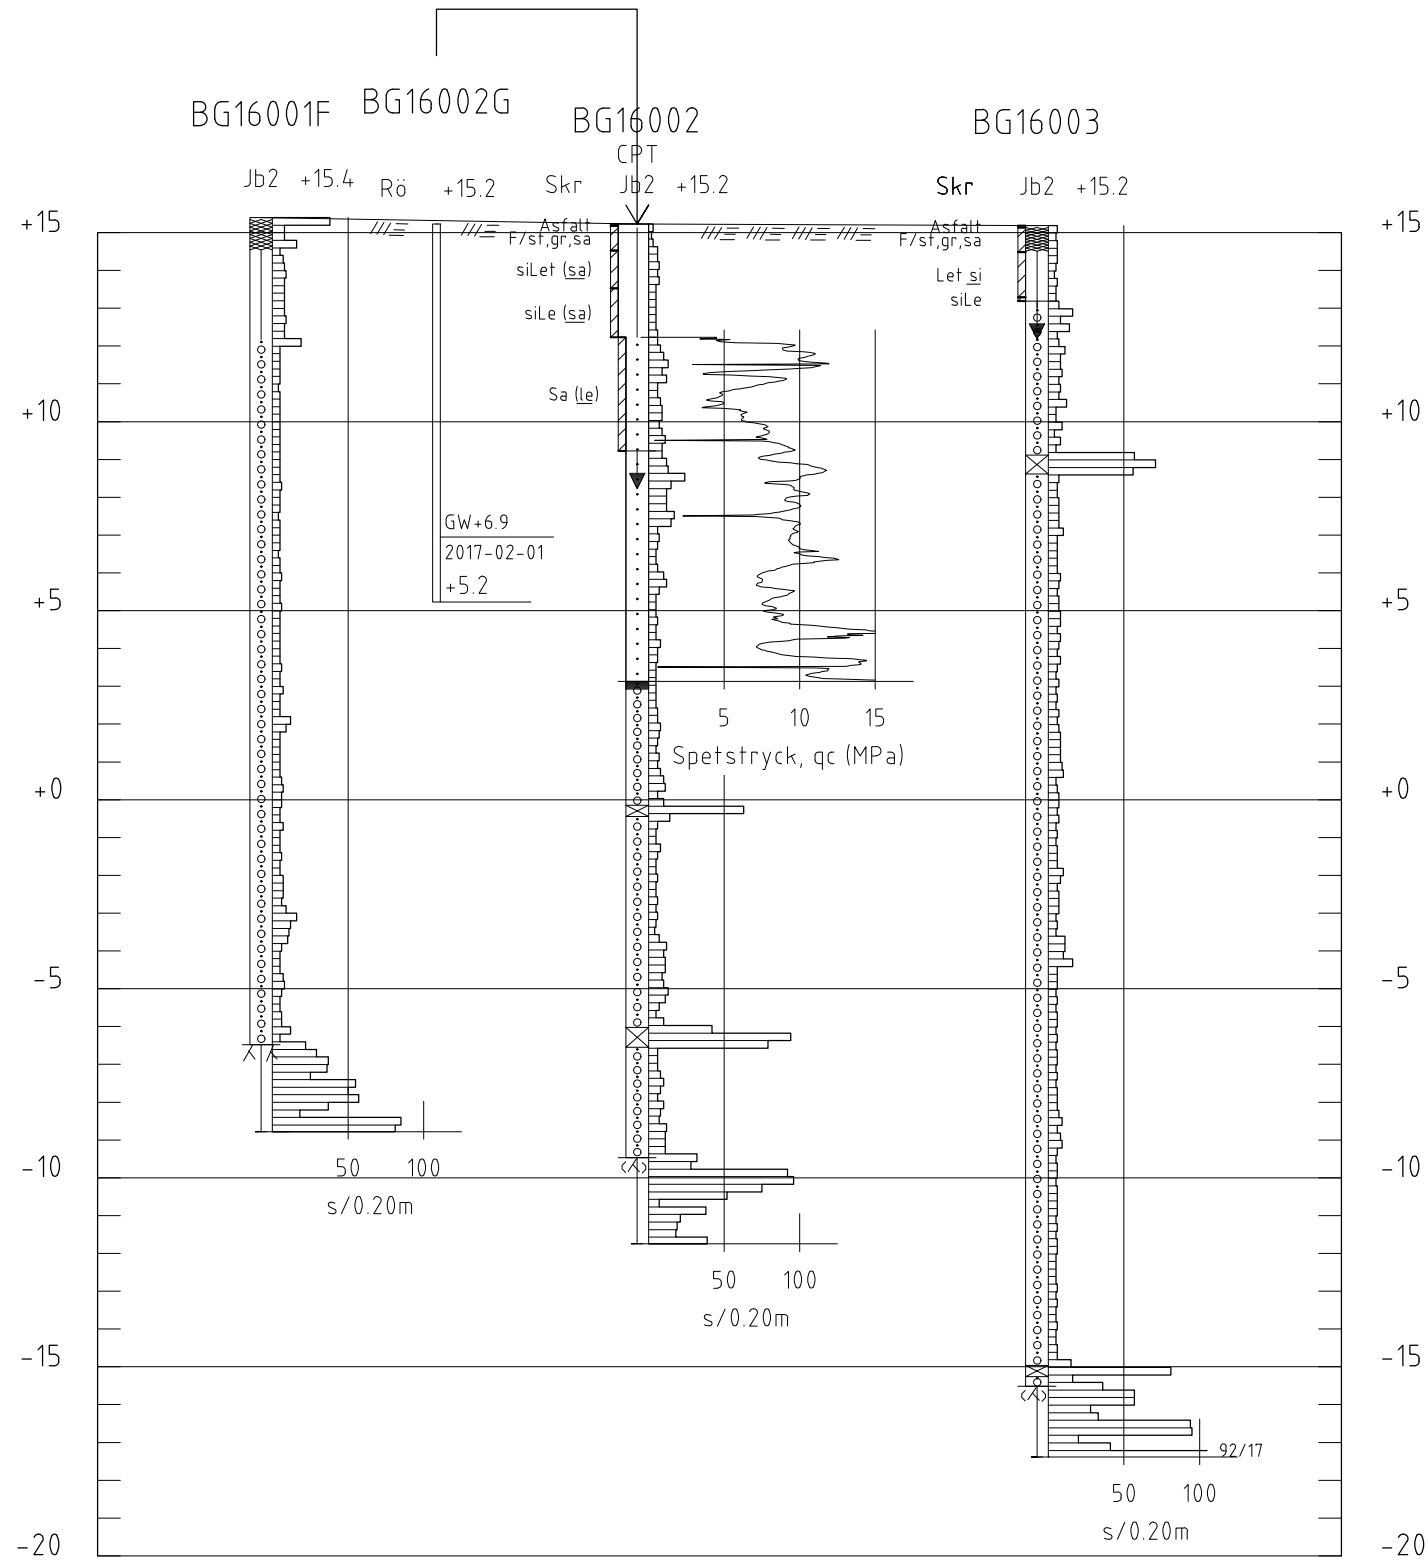 BG16001F
BG16002G
BG16002
BG16003
CPT
Jb2 +15.4
Rö +15.2
Skr Jb2 +15.2
Skr Jb2 +15.2
+15
+15
Asfalt
F/st,gr,sa
siLet (sa)
siLe (sa)
Sa (le)
Asfalt
F/st,gr,sa
Let si
siLe
+10
+10
GW+6.9
2017-02-01
+5.2
+5
+5
5 10 15
Spetstryck, qc (MPa)
+0
+0
-5
-5
-10
-10
50 100
s/0.20m
50 100
s/0.20m
-15
-15
92/17
50 100
s/0.20m
-20
-20